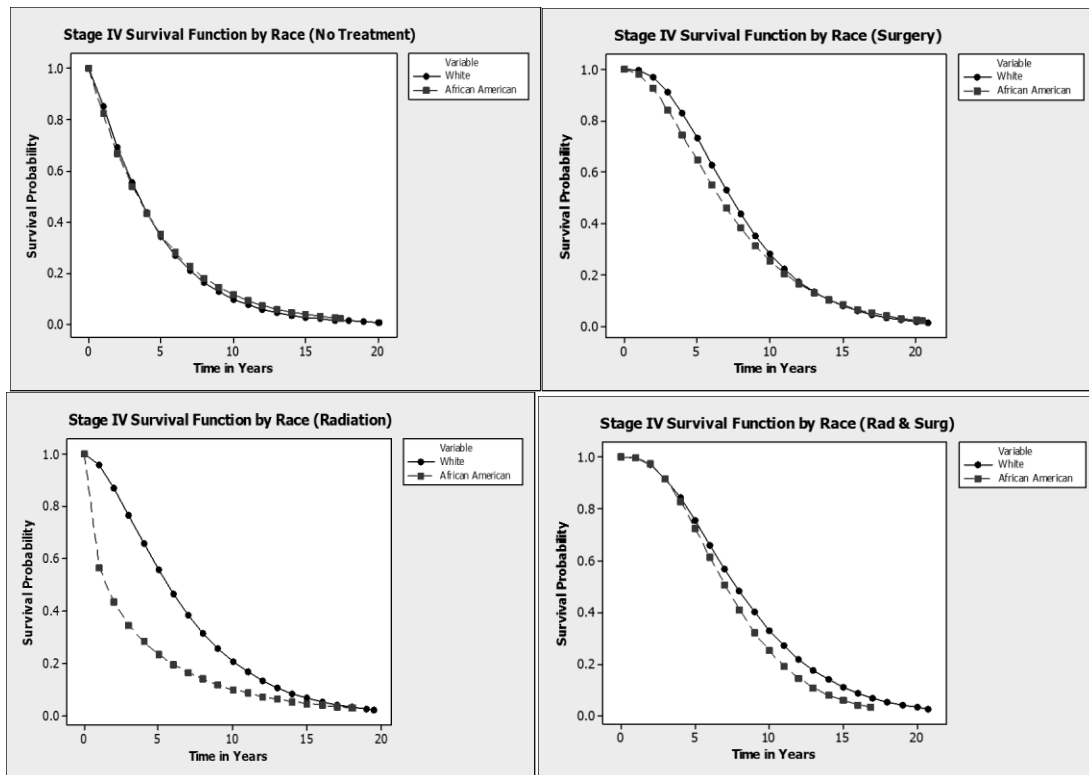 Stage IV Survival Function by Race (No Treatment)
Variable
White
African American
Survival Probability
1.0
0.8
0.6
0.4
0.2
0.0
0 5 10 15 20
Time in Years
Stage IV Survival Function by Race (Surgery)
Variable
White
African American
Survival Probability
1.0
0.8
0.6
0.4
0.2
0.0
0 5 10 15 20
Time in Years
Stage IV Survival Function by Race (Radiation)
Variable
White
African American
Survival Probability
1.0
0.8
0.6
0.4
0.2
0.0
0 5 10 15 20
Time in Years
Stage IV Survival Function by Race (Rad & Surg)
Variable
White
African American
Survival Probability
1.0
0.8
0.6
0.4
0.2
0.0
0 5 10 15 20
Time in Years